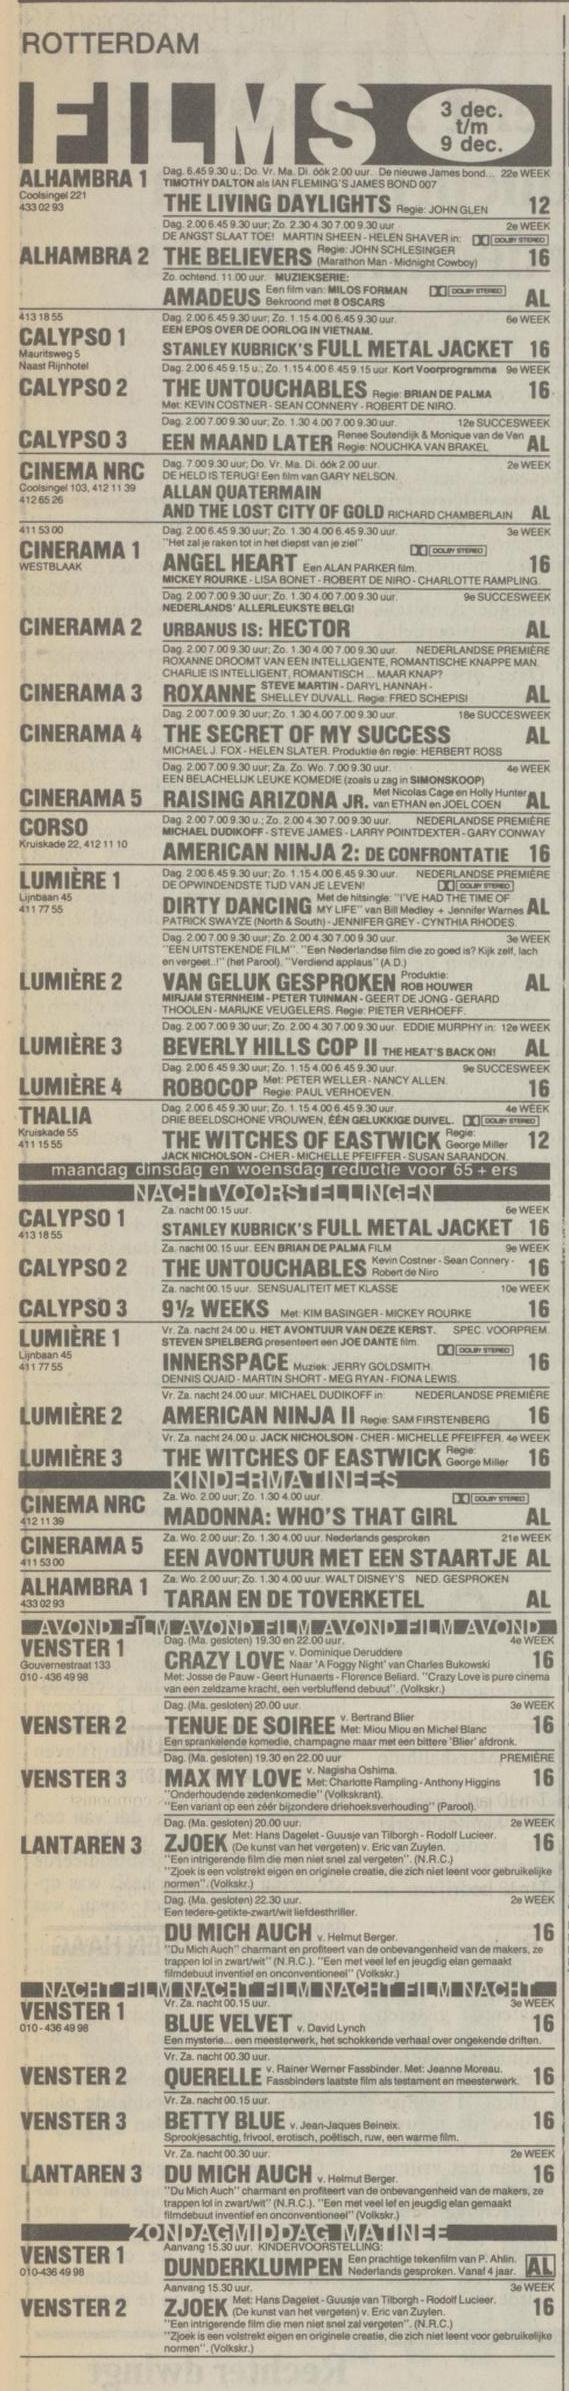 ROTTERDAM
FILMS
3 dec.
t/m
9 dec.
ALHAMBRA 1
Coolsingel 221
433 02 93
Dag. 6.45 9.30 u.; Do. Vr. Ma. Di. óók 2.00 uur. De nieuwe James bond... 22e WEEK
TIMOTHY DALTON als IAN FLEMING'S JAMES BOND 007
THE LIVING DAYLIGHTS Regie: JOHN GLEN 12
ALHAMBRA 2
Dag. 2.00 6.45 9.30 uur; Zo. 2.30 4.30 7.00 9.30 uur 2e WEEK
DE ANGST SLAAT TOE! MARTIN SHEEN - HELEN SHAVER in: DOLBY STEREO
THE BELIEVERS Regie: JOHN SCHLESINGER (Marathon Man - Midnight Cowboy) 16
Zo. ochtend. 11.00 uur. MUZIEKSERIE:
AMADEUS Een film van: MILOS FORMAN Bekroond met 8 OSCARS DOLBY STEREO AL
413 18 55
CALYPSO 1
Mauritsweg 5
Naast Rijnhotel
Dag. 2.00 6.45 9.30 uur; Zo. 1.15 4.00 6.45 9.30 uur. 6e WEEK
EEN EPOS OVER DE OORLOG IN VIETNAM.
STANLEY KUBRICK'S FULL METAL JACKET 16
CALYPSO 2
Dag. 2.00 6.45 9.15 u.; Zo. 1.15 4.00 6.45 9.15 uur. Kort Voorprogramma 9e WEEK
THE UNTOUCHABLES Regie: BRIAN DE PALMA 16
Met: KEVIN COSTNER - SEAN CONNERY - ROBERT DE NIRO.
CALYPSO 3
Dag. 2.00 7.00 9.30 uur; Zo. 1.30 4.00 7.00 9.30 uur. 12e SUCCESWEEK
EEN MAAND LATER Renee Soutendijk & Monique van de Ven Regie: NOUCHKA VAN BRAKEL AL
CINEMA NRC
Coolsingel 103, 412 11 39
412 65 26
Dag. 7.00 9.30 uur; Do. Vr. Ma. Di. óók 2.00 uur. 2e WEEK
DE HELD IS TERUG! Een film van GARY NELSON.
ALLAN QUATERMAIN
AND THE LOST CITY OF GOLD RICHARD CHAMBERLAIN AL
411 53 00
CINERAMA 1
WESTBLAAK
Dag. 2.00 6.45 9.30 uur; Zo. 1.30 4.00 6.45 9.30 uur. 3e WEEK
"Het zal je raken tot in het diepst van je ziel" DOLBY STEREO
ANGEL HEART Een ALAN PARKER film. 16
MICKEY ROURKE - LISA BONET - ROBERT DE NIRO - CHARLOTTE RAMPLING.
CINERAMA 2
Dag. 2.00 7.00 9.30 uur; Zo. 1.30 4.00 7.00 9.30 uur. 9e SUCCESWEEK
NEDERLANDS' ALLERLEUKSTE BELG!
URBANUS IS: HECTOR AL
CINERAMA 3
Dag. 2.00 7.00 9.30 uur; Zo. 1.30 4.00 7.00 9.30 uur. NEDERLANDSE PREMIÈRE
ROXANNE DROOMT VAN EEN INTELLIGENTE, ROMANTISCHE KNAPPE MAN.
CHARLIE IS INTELLIGENT, ROMANTISCH ... MAAR KNAP?
ROXANNE STEVE MARTIN - DARYL HANNAH - SHELLEY DUVALL. Regie: FRED SCHEPISI AL
CINERAMA 4
Dag. 2.00 7.00 9.30 uur; Zo. 1.30 4.00 7.00 9.30 uur. 18e SUCCESWEEK
THE SECRET OF MY SUCCESS AL
MICHAEL J. FOX - HELEN SLATER. Produktie én regie: HERBERT ROSS
CINERAMA 5
Dag. 2.00 7.00 9.30 uur; Za. Zo. Wo. 7.00 9.30 uur. 4e WEEK
EEN BELACHELIJK LEUKE KOMEDIE (zoals u zag in SIMONSKOOP)
RAISING ARIZONA JR. Met Nicolas Cage en Holly Hunter van ETHAN en JOEL COEN AL
CORSO
Kruiskade 22, 412 11 10
Dag. 2.00 7.00 9.30 u.; Zo. 2.00 4.30 7.00 9.30 uur. NEDERLANDSE PREMIÈRE
MICHAEL DUDIKOFF - STEVE JAMES - LARRY POINTDEXTER - GARY CONWAY
AMERICAN NINJA 2: DE CONFRONTATIE 16
LUMIÈRE 1
Lijnbaan 45
411 77 55
Dag. 2.00 6.45 9.30 u.; Zo. 1.15 4.00 6.45 9.30 uur. NEDERLANDSE PREMIÈRE
DE OPWINDENDSTE TIJD VAN JE LEVEN! DOLBY STEREO
DIRTY DANCING Met de hitsingle: "I'VE HAD THE TIME OF MY LIFE" van Bill Medley + Jennifer Warnes AL
PATRICK SWAYZE (North & South) - JENNIFER GREY - CYNTHIA RHODES.
LUMIÈRE 2
Dag. 2.00 7.00 9.30 uur; Zo. 2.00 4.30 7.00 9.30 uur. 3e WEEK
"EEN UITSTEKENDE FILM". "Een Nederlandse film die zo goed is? Kijk zelf, lach
en vergeet..!" (het Parool). "Verdiend applaus" (A.D.)
VAN GELUK GESPROKEN Produktie: ROB HOUWER AL
MIRJAM STERNHEIM - PETER TUINMAN - GEERT DE JONG - GERARD
THOOLEN - MARIJKE VEUGELERS. Regie: PIETER VERHOEFF.
LUMIÈRE 3
Dag. 2.00 7.00 9.30 uur; Zo. 2.00 4.30 7.00 9.30 uur. EDDIE MURPHY in: 12e WEEK
BEVERLY HILLS COP II THE HEAT'S BACK ON! AL
LUMIÈRE 4
Dag. 2.00 6.45 9.30 uur; Zo. 1.15 4.00 6.45 9.30 uur. 9e SUCCESWEEK
ROBOCOP Met: PETER WELLER - NANCY ALLEN. Regie: PAUL VERHOEVEN. 16
THALIA
Kruiskade 55
411 15 55
Dag. 2.00 6.45 9.30 uur; Zo. 1.15 4.00 6.45 9.30 uur. 4e WEEK
DRIE BEELDSCHONE VROUWEN, ÉÉN GELUKKIGE DUIVEL. DOLBY STEREO
THE WITCHES OF EASTWICK Regie: George Miller 12
JACK NICHOLSON - CHER - MICHELLE PFEIFFER - SUSAN SARANDON.
maandag dinsdag en woensdag reductie voor 65 + ers
NACHTVOORSTELLINGEN
CALYPSO 1
413 18 55
Za. nacht 00.15 uur. 6e WEEK
STANLEY KUBRICK'S FULL METAL JACKET 16
CALYPSO 2
Za. nacht 00.15 uur. EEN BRIAN DE PALMA FILM 9e WEEK
THE UNTOUCHABLES Kevin Costner - Sean Connery - Robert de Niro 16
CALYPSO 3
Za. nacht 00.15 uur. SENSUALITEIT MET KLASSE 10e WEEK
9½ WEEKS Met: KIM BASINGER - MICKEY ROURKE 16
LUMIÈRE 1
Lijnbaan 45
411 77 55
Vr. Za. nacht 24.00 u. HET AVONTUUR VAN DEZE KERST. SPEC. VOORPREM.
STEVEN SPIELBERG presenteert een JOE DANTE film. DOLBY STEREO
INNERSPACE Muziek: JERRY GOLDSMITH. 16
DENNIS QUAID - MARTIN SHORT - MEG RYAN - FIONA LEWIS.
LUMIÈRE 2
Vr. Za. nacht 24.00 uur. MICHAEL DUDIKOFF in: NEDERLANDSE PREMIÈRE
AMERICAN NINJA II Regie: SAM FIRSTENBERG 16
LUMIÈRE 3
Vr. Za. nacht 24.00 u. JACK NICHOLSON - CHER - MICHELLE PFEIFFER. 4e WEEK
THE WITCHES OF EASTWICK Regie: George Miller 16
KINDERMATINEES
CINEMA NRC
412 11 39
Za. Wo. 2.00 uur; Zo. 1.30 4.00 uur. DOLBY STEREO
MADONNA: WHO'S THAT GIRL AL
CINERAMA 5
411 53 00
Za. Wo. 2.00 uur; Zo. 1.30 4.00 uur. Nederlands gesproken 21e WEEK
EEN AVONTUUR MET EEN STAARTJE AL
ALHAMBRA 1
433 02 93
Za. Wo. 2.00 uur; Zo. 1.30 4.00 uur. WALT DISNEY'S NED. GESPROKEN
TARAN EN DE TOVERKETEL AL
AVOND FILM AVOND FILM AVOND FILM AVOND
VENSTER 1
Gouvernestraat 133
010 - 436 49 98
Dag. (Ma. gesloten) 19.30 en 22.00 uur. 4e WEEK
CRAZY LOVE v. Dominique Deruddere Naar 'A Foggy Night' van Charles Bukowski 16
Met: Josse de Pauw - Geert Hunaerts - Florence Beliard. "Crazy Love is pure cinema
van een zeldzame kracht, een verbluffend debuut". (Volkskr.)
VENSTER 2
Dag. (Ma. gesloten) 20.00 uur. 3e WEEK
TENUE DE SOIREE v. Bertrand Blier Met: Miou Miou en Michel Blanc 16
Een sprankelende komedie, champagne maar met een bittere 'Blier' afdronk.
VENSTER 3
Dag. (Ma. gesloten) 19.30 en 22.00 uur PREMIÈRE
MAX MY LOVE v. Nagisha Oshima. Met: Charlotte Rampling - Anthony Higgins 16
"Onderhoudende zedenkomedie" (Volkskrant).
"Een variant op een zéér bijzondere driehoeksverhouding" (Parool).
LANTAREN 3
Dag. (Ma. gesloten) 20.00 uur. 2e WEEK
ZJOEK Met: Hans Dagelet - Guusje van Tilborgh - Rodolf Lucieer. (De kunst van het vergeten) v. Eric van Zuylen. 16
"Een intrigerende film die men niet snel zal vergeten". (N.R.C.)
"Zjoek is een volstrekt eigen en originele creatie, die zich niet leent voor gebruikelijke
normen". (Volkskr.)
Dag. (Ma. gesloten) 22.30 uur. 2e WEEK
Een tedere-getikte-zwart/wit liefdesthriller.
DU MICH AUCH v. Helmut Berger. 16
"Du Mich Auch" charmant en profiteert van de onbevangenheid van de makers, ze
trappen lol in zwart/wit" (N.R.C.). "Een met veel lef en jeugdig elan gemaakt
filmdebuut inventief en onconventioneel" (Volkskr.)
NACHT FILM NACHT FILM NACHT FILM NACHT
VENSTER 1
010 - 436 49 98
Vr. Za. nacht 00.15 uur. 3e WEEK
BLUE VELVET v. David Lynch 16
Een mysterie... een meesterwerk, het schokkende verhaal over ongekende driften.
VENSTER 2
Vr. Za. nacht 00.30 uur.
QUERELLE v. Rainer Werner Fassbinder. Met: Jeanne Moreau. Fassbinders laatste film als testament en meesterwerk. 16
VENSTER 3
Vr. Za. nacht 00.15 uur.
BETTY BLUE v. Jean-Jaques Beineix. 16
Sprookjesachtig, frivool, erotisch, poëtisch, ruw, een warme film.
LANTAREN 3
Vr. Za. nacht 00.30 uur. 2e WEEK
DU MICH AUCH v. Helmut Berger. 16
"Du Mich Auch" charmant en profiteert van de onbevangenheid van de makers, ze
trappen lol in zwart/wit" (N.R.C.). "Een met veel lef en jeugdig elan gemaakt
filmdebuut inventief en onconventioneel" (Volkskr.)
ZONDAGMIDDAG MATINEE
VENSTER 1
010-436 49 98
Aanvang 15.30 uur. KINDERVOORSTELLING:
DUNDERKLUMPEN Een prachtige tekenfilm van P. Ahlin. Nederlands gesproken. Vanaf 4 jaar. AL
VENSTER 2
Aanvang 15.30 uur. 3e WEEK
ZJOEK Met: Hans Dagelet - Guusje van Tilborgh - Rodolf Lucieer. (De kunst van het vergeten) v. Eric van Zuylen. 16
"Een intrigerende film die men niet snel zal vergeten". (N.R.C.)
"Zjoek is een volstrekt eigen en originele creatie, die zich niet leent voor gebruikelijke
normen". (Volkskr.)